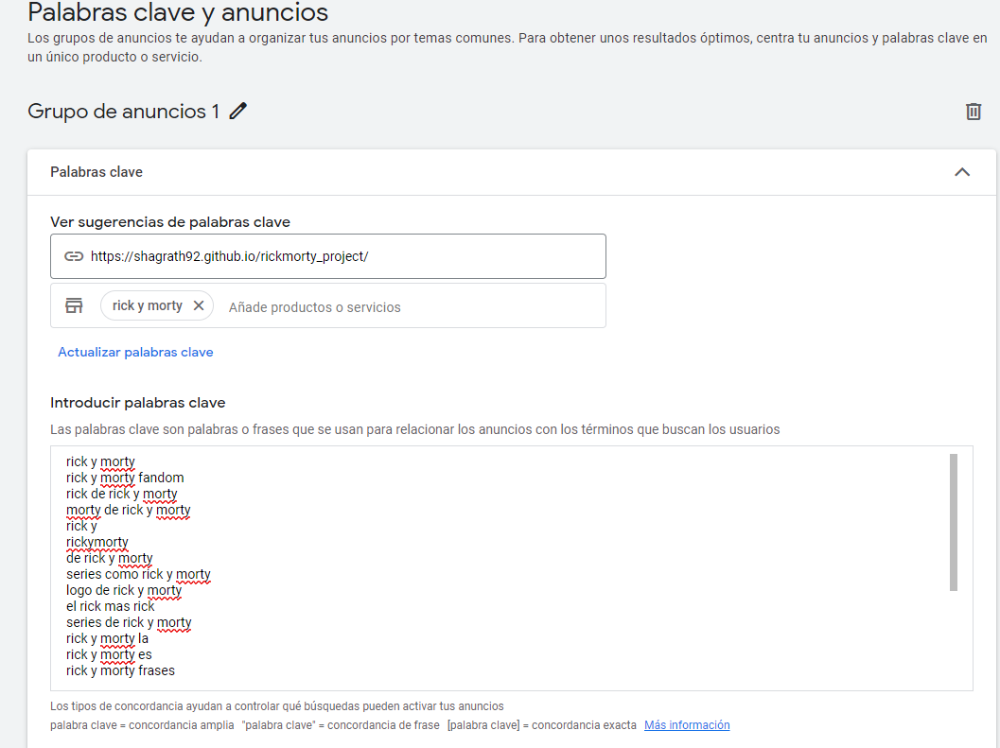 Palabras clave y anuncios
Los grupos de anuncios te ayudan a organizar tus anuncios por temas comunes. Para obtener unos resultados óptimos, centra tu anuncios y palabras clave en
un único producto o servicio.
Grupo de anuncios 1
Palabras clave
Ver sugerencias de palabras clave
https://shagrath92.github.io/rickmorty_project/
rick y morty
Añade productos o servicios
Actualizar palabras clave
Introducir palabras clave
Las palabras clave son palabras o frases que se usan para relacionar los anuncios con los términos que buscan los usuarios
rick y morty
rick y morty fandom
rick de rick y morty
morty de rick y morty
rick y
rickymorty
de rick y morty
series como rick y morty
logo de rick y morty
el rick mas rick
series de rick y morty
rick y morty la
rick y morty es
rick y morty frases
Los tipos de concordancia ayudan a controlar qué búsquedas pueden activar tus anuncios
palabra clave = concordancia amplia "palabra clave" = concordancia de frase [palabra clave] = concordancia exacta Más información